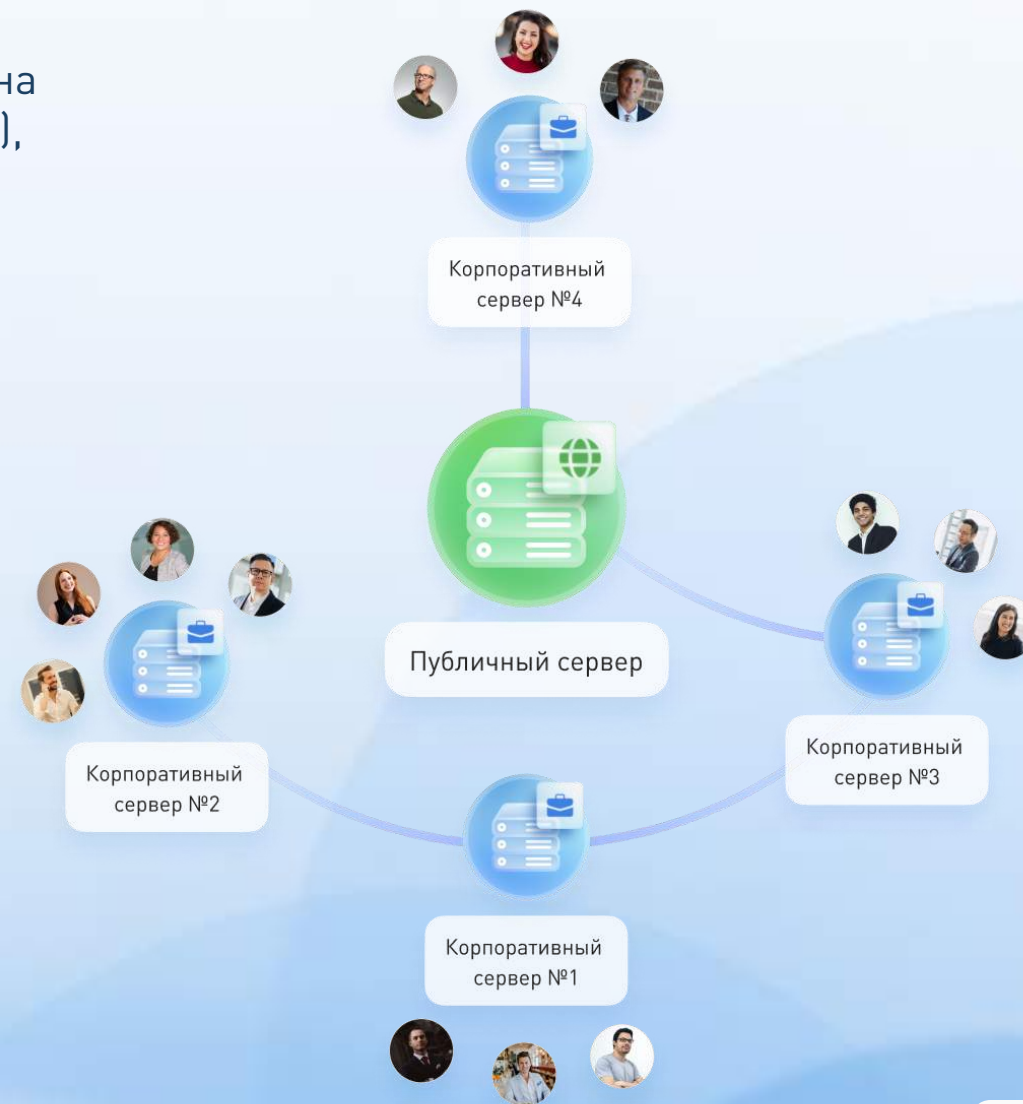 на
),
Корпоративный
сервер №4
Публичный сервер
Корпоративный
сервер №2
Корпоративный
сервер №3
Корпоративный
сервер №1